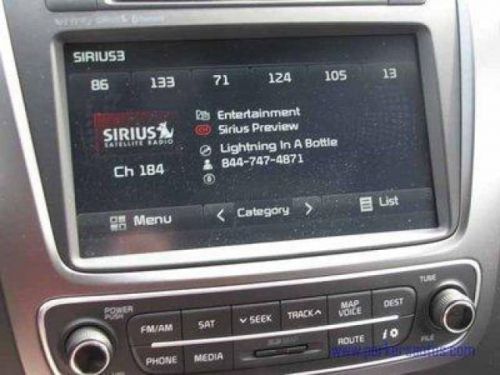 SIRIUS3
86 133 71 124 105 13
Entertainment
SIRIUS
SATELLITE RADIO
CH Sirius Preview
Lightning In A Bottle
844-747-4871
Ch 184
Menu
Category
List
POWER
PUSH
FM/AM
SAT
SEEK
TRACK
MAP
VOICE
DEST
TUNE
PHONE
MEDIA
ROUTE
FILE